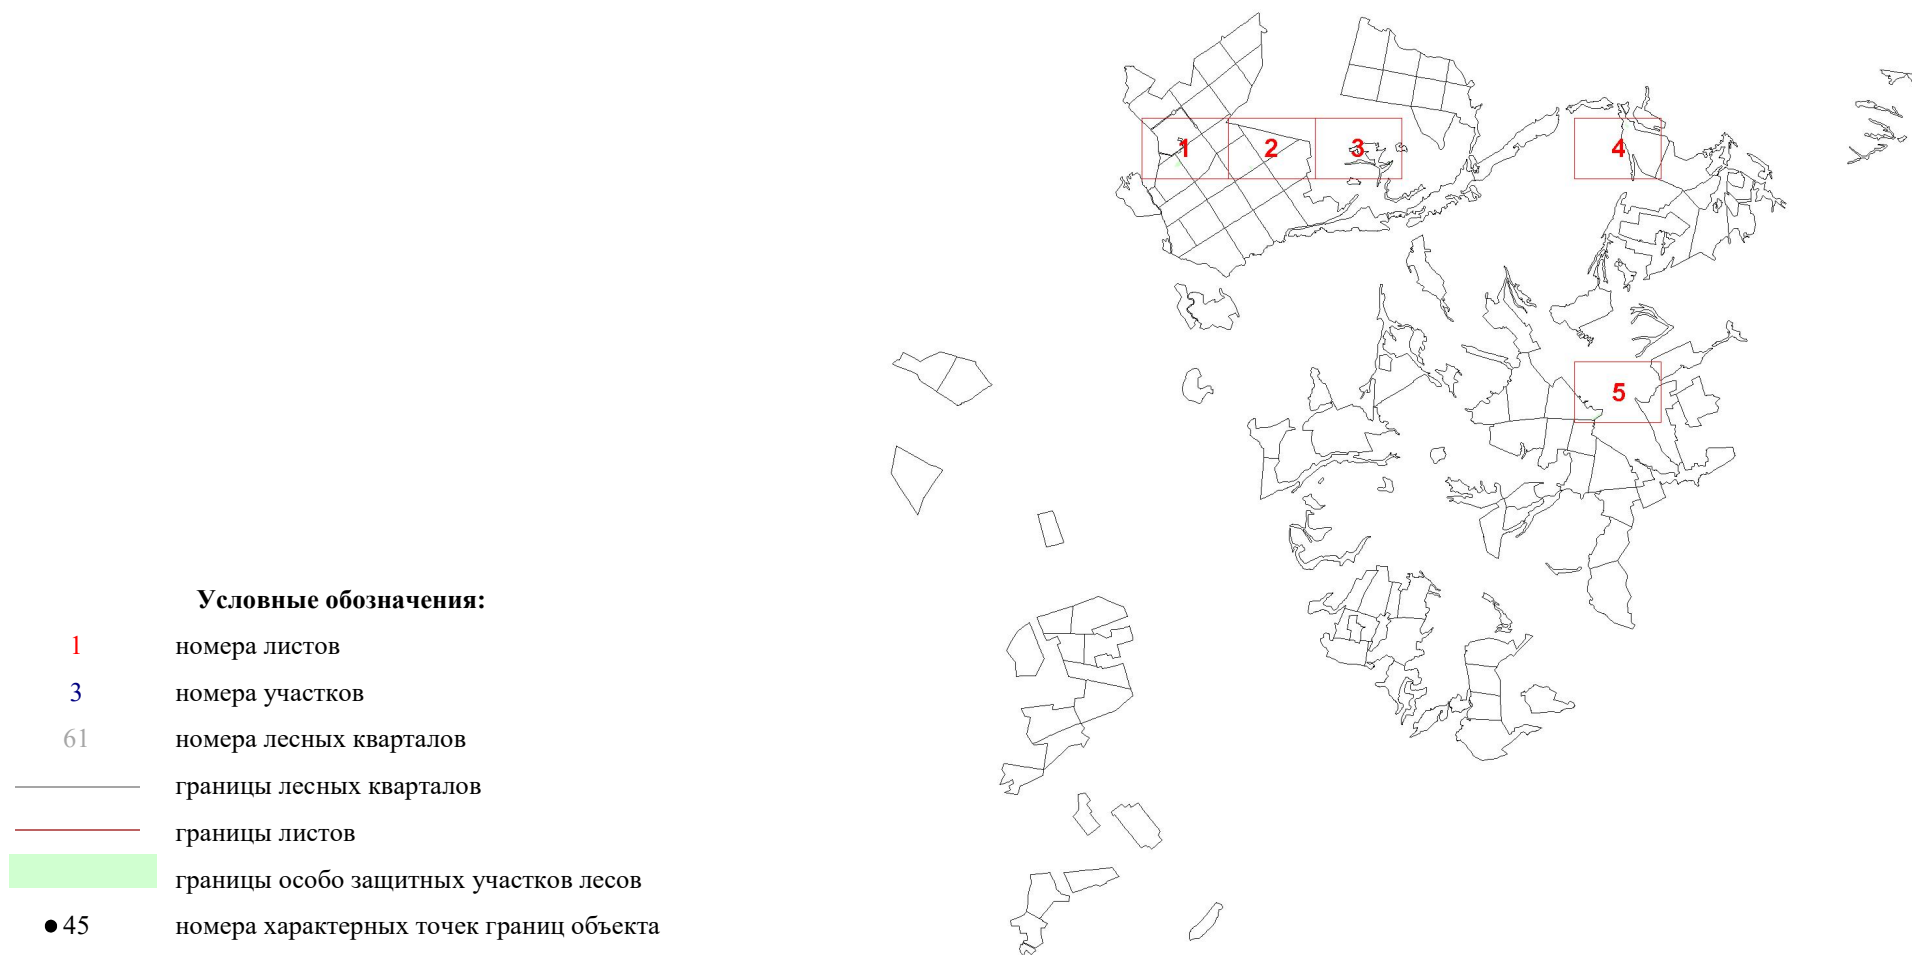 1
2
3
4
5
Условные обозначения:
1 номера листов
3 номера участков
61 номера лесных кварталов
границы лесных кварталов
границы листов
границы особо защитных участков лесов
45 номера характерных точек границ объекта